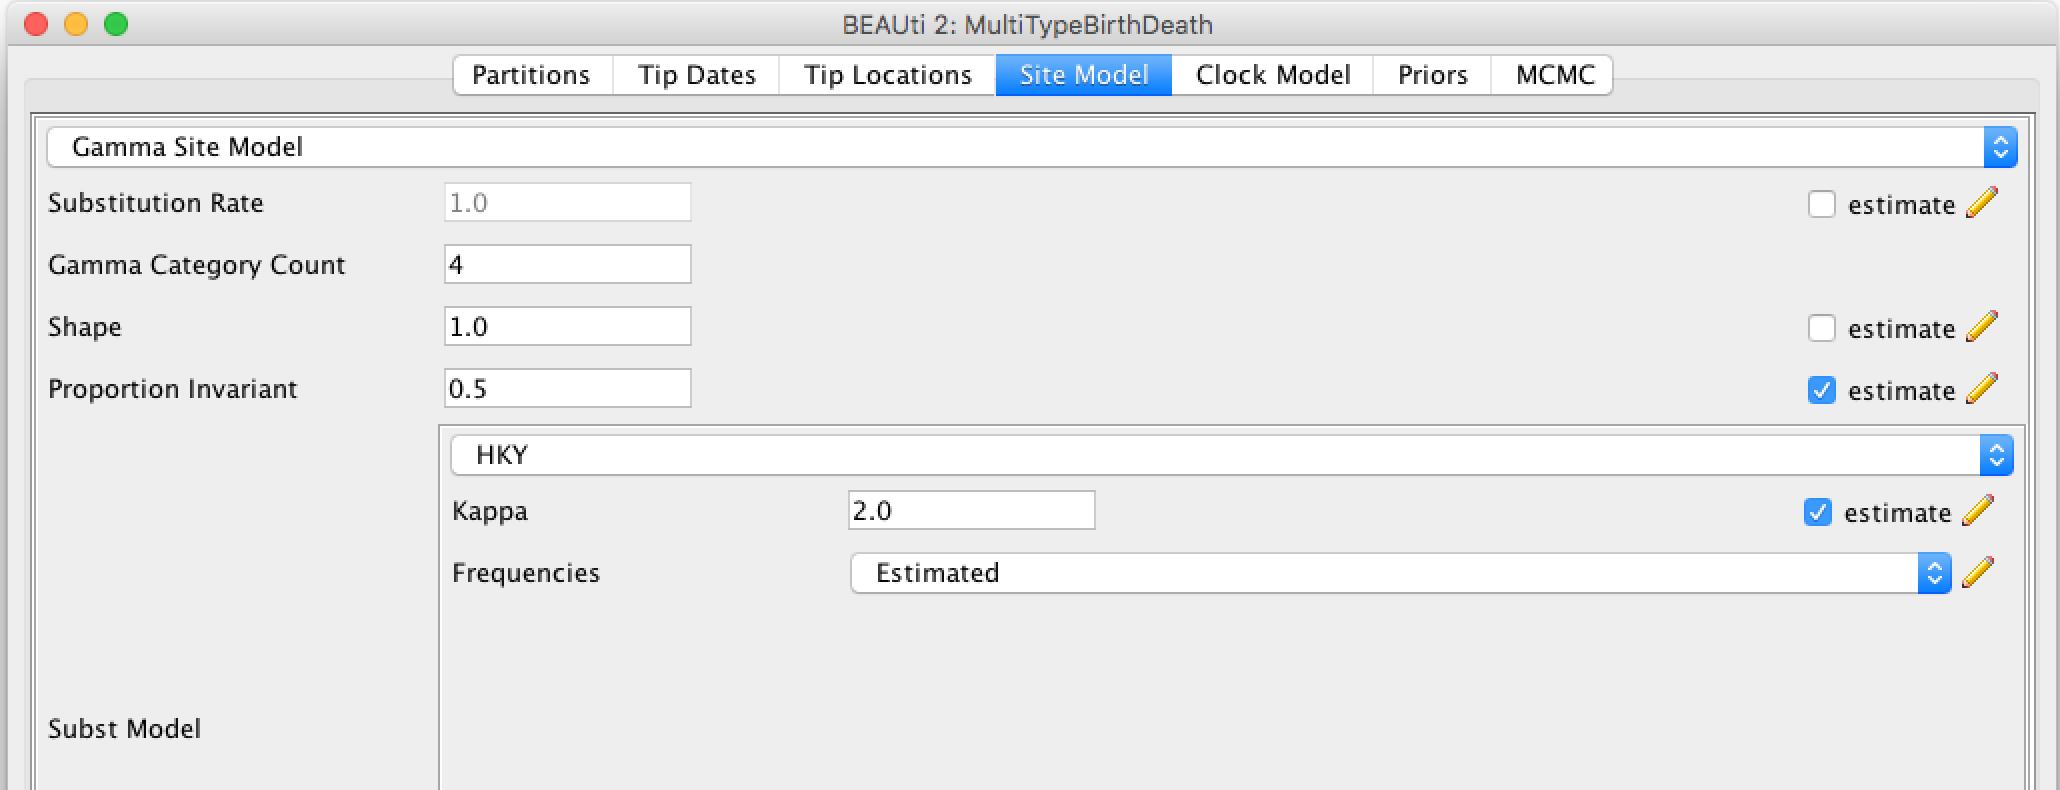 BEAUti 2: MultiTypeBirthDeath
Partitions Tip Dates Tip Locations Site Model Clock Model Priors MCMC
Gamma Site Model
Substitution Rate 1.0 estimate
Gamma Category Count 4
Shape 1.0 estimate
Proportion Invariant 0.5 estimate
HKY
Kappa 2.0 estimate
Frequencies Estimated
Subst Model